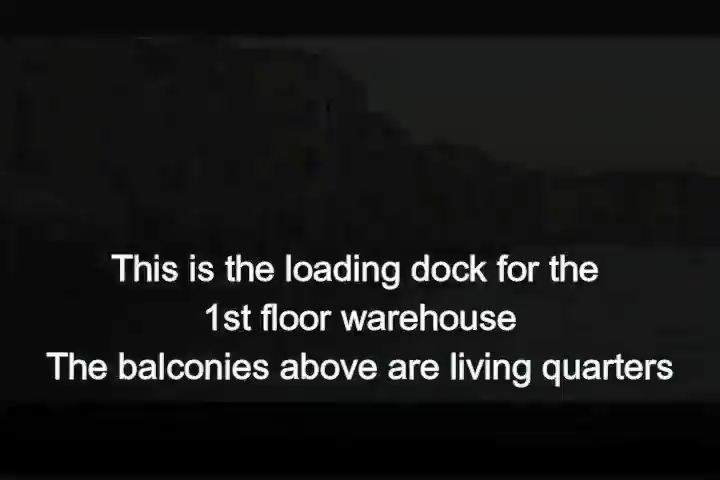 This is the loading dock for the
1st floor warehouse
The balconies above are living quarters